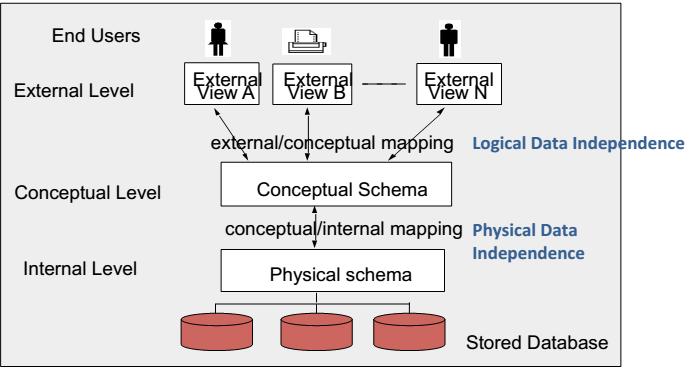 End Users
External Level
External
View A
External
View B
External
View N
external/conceptual mapping
Logical Data Independence
Conceptual Level
Conceptual Schema
conceptual/internal mapping
Physical Data
Independence
Internal Level
Physical schema
Stored Database